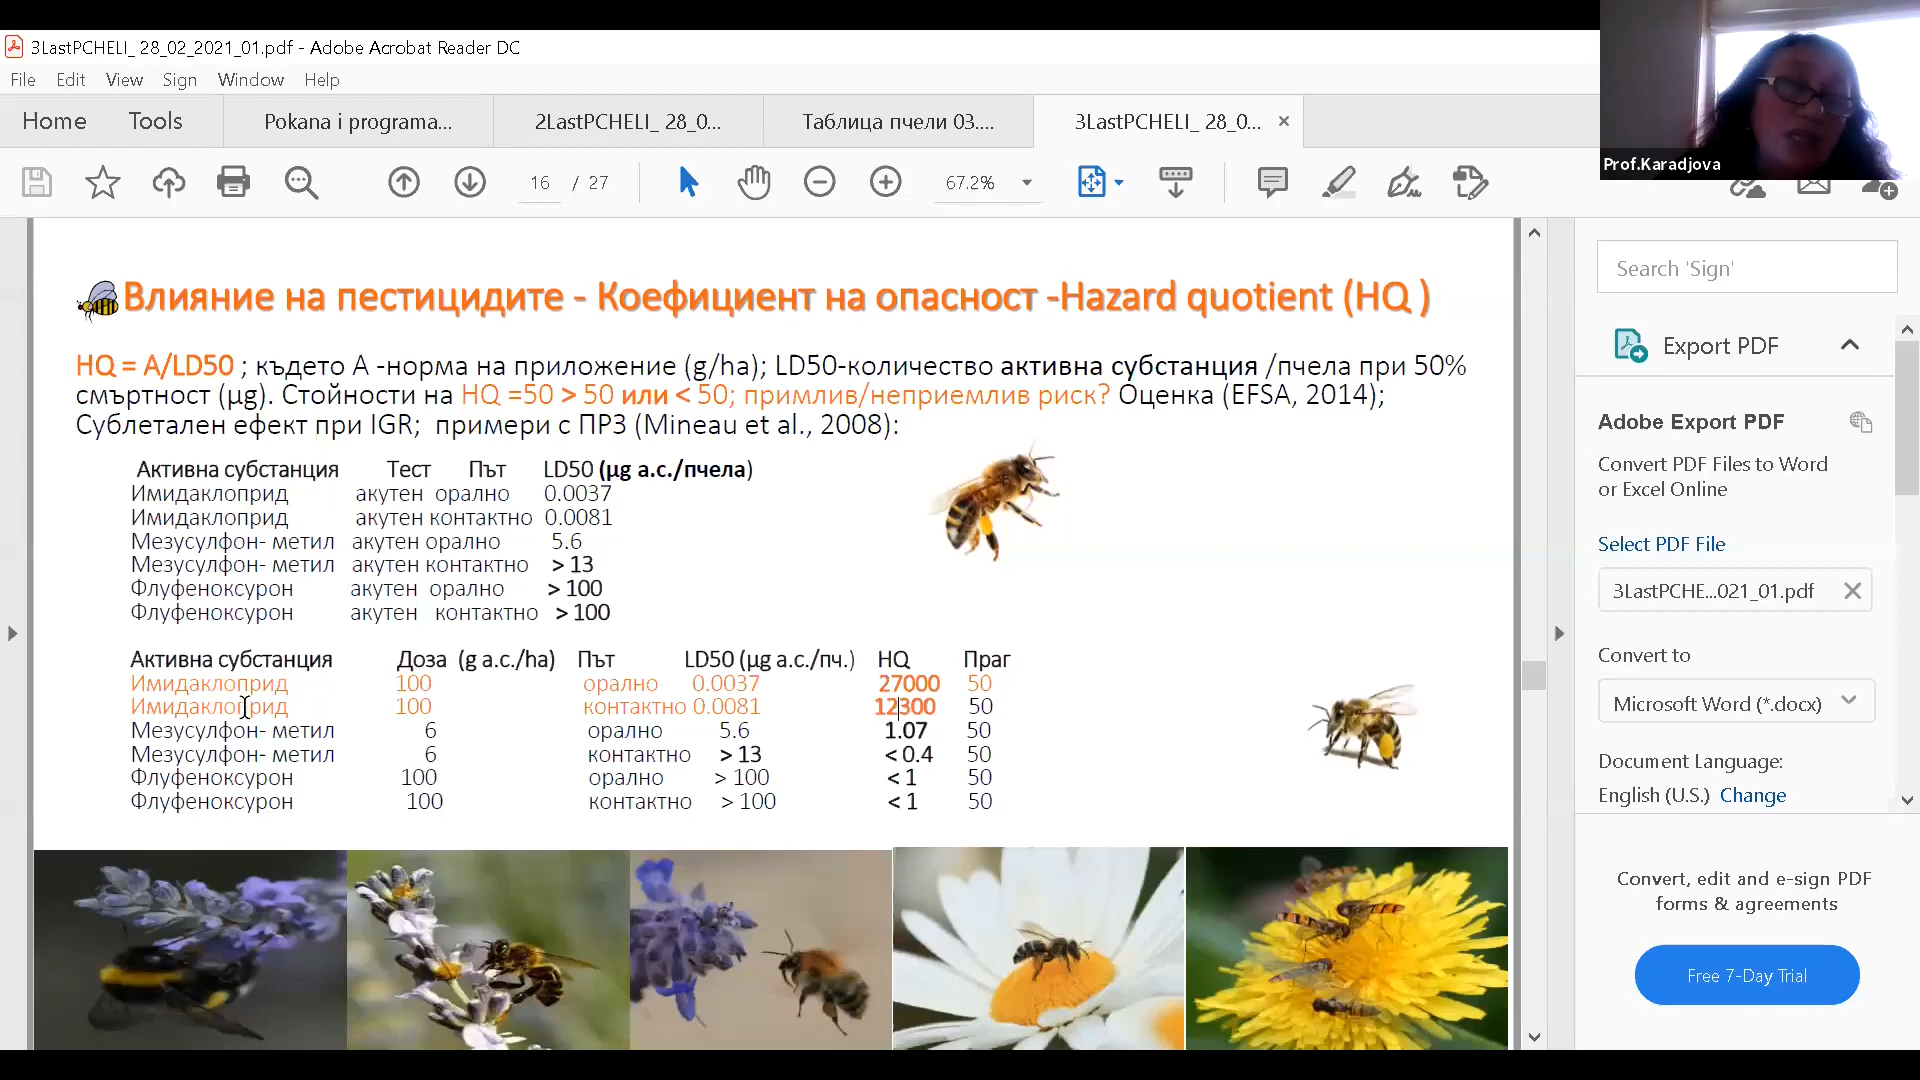 3LastPCHELI_ 28_02_2021_01.pdf - Adobe Acrobat Reader DC
File Edit View Sign Window Help
Home Tools Pokana i programa... 2LastPCHELI_ 28_0... Таблица пчели 03.... 3LastPCHELI_ 28_0... ×
Prof.Karadjova
16 / 27 67.2%
Влияние на пестицидите - Коефициент на опасност -Hazard quotient (HQ )
HQ = A/LD50 ; където А -норма на приложение (g/ha); LD50-количество активна субстанция /пчела при 50%
смъртност (µg). Стойности на HQ =50 > 50 или < 50; примлив/неприемлив риск? Оценка (EFSA, 2014);
Сублетален ефект при IGR; примери с ПРЗ (Mineau et al., 2008):
Активна субстанция Тест Път LD50 (µg a.c./пчела)
Имидаклоприд акутен орално 0.0037
Имидаклоприд акутен контактно 0.0081
Мезусулфон- метил акутен орално 5.6
Мезусулфон- метил акутен контактно > 13
Флуфеноксурон акутен орално > 100
Флуфеноксурон акутен контактно > 100
Активна субстанция Доза (g a.c./ha) Път LD50 (µg a.c./пч.) HQ Праг
Имидаклоприд 100 орално 0.0037 27000 50
Имидаклоприд 100 контактно 0.0081 12300 50
Мезусулфон- метил 6 орално 5.6 1.07 50
Мезусулфон- метил 6 контактно > 13 < 0.4 50
Флуфеноксурон 100 орално > 100 < 1 50
Флуфеноксурон 100 контактно > 100 < 1 50
Search 'Sign'
Export PDF
Adobe Export PDF
Convert PDF Files to Word
or Excel Online
Select PDF File
3LastPCHE...021_01.pdf
Convert to
Microsoft Word (*.docx)
Document Language:
English (U.S.) Change
Convert, edit and e-sign PDF
forms & agreements
Free 7-Day Trial